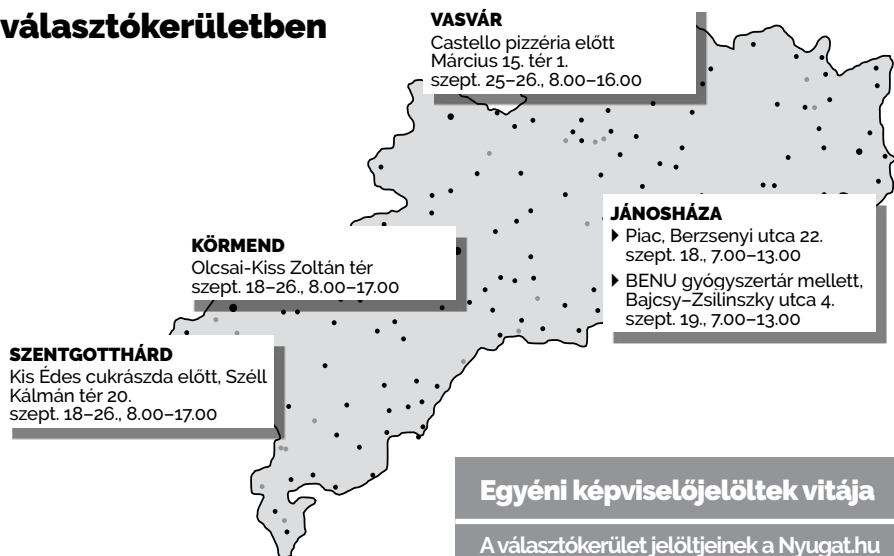 választókerületben
VASVÁR
Castello pizzéria előtt
Március 15. tér 1.
szept. 25–26., 8.00–16.00
JÁNOSHÁZA
Piac, Berzsenyi utca 22.
szept. 18., 7.00–13.00
BENU gyógyszertár mellett,
Bajcsy–Zsilinszky utca 4.
szept. 19., 7.00–13.00
KÖRMEND
Olcsai-Kiss Zoltán tér
szept. 18–26., 8.00–17.00
SZENTGOTTHÁRD
Kis Édes cukrászda előtt, Széll
Kálmán tér 20.
szept. 18–26., 8.00–17.00
Egyéni képviselőjelöltek vitája
A választókerület jelöltjeinek a Nyugat.hu